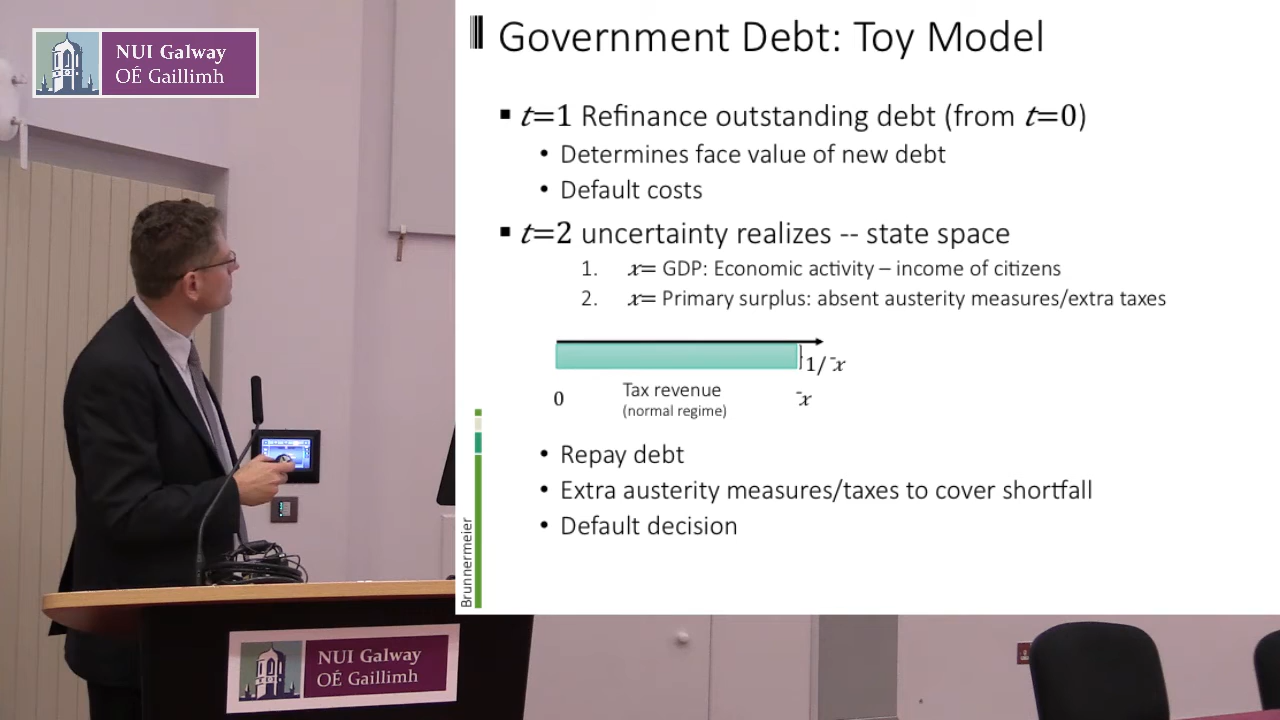 NUI Galway
OÉ Gaillimh
Government Debt: Toy Model
▪ t=1 Refinance outstanding debt (from t=0)
• Determines face value of new debt
• Default costs
▪ t=2 uncertainty realizes -- state space
1. x= GDP: Economic activity – income of citizens
2. x= Primary surplus: absent austerity measures/extra taxes
1/ ̄x
0
Tax revenue
(normal regime)
 ̄x
• Repay debt
• Extra austerity measures/taxes to cover shortfall
• Default decision
Brunnermeier
NUI Galway
OÉ Gaillimh